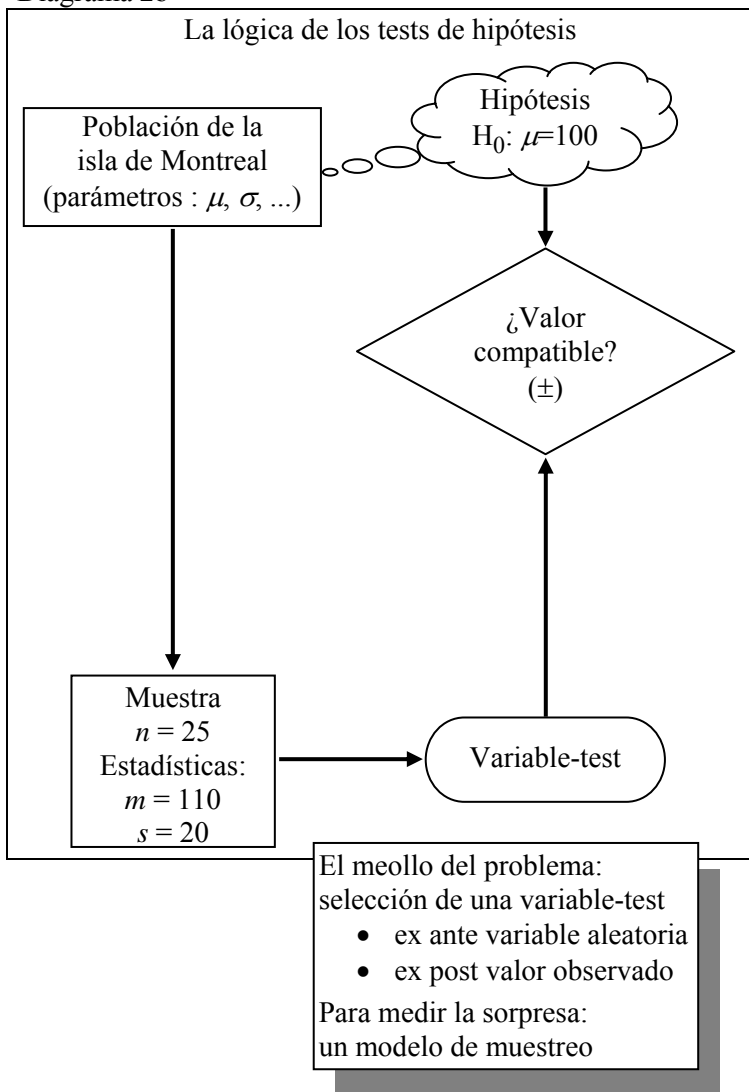 La lógica de los tests de hipótesis
Población de la
isla de Montreal
(parámetros : μ, σ, ...)
Hipótesis
H₀: μ=100
¿Valor
compatible?
(±)
Muestra
n = 25
Estadísticas:
m = 110
s = 20
Variable-test
El meollo del problema:
selección de una variable-test
• ex ante variable aleatoria
• ex post valor observado
Para medir la sorpresa:
un modelo de muestreo